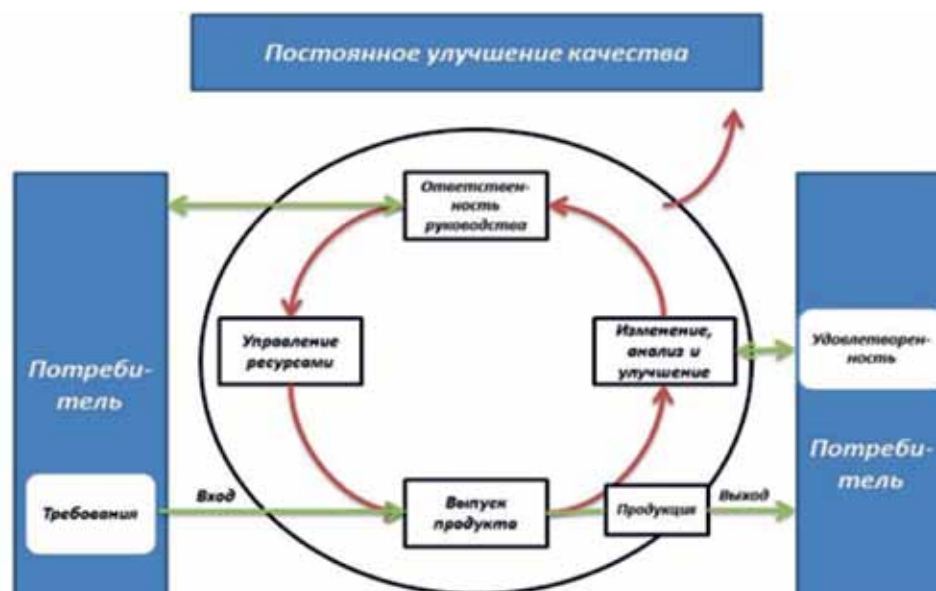 Постоянное улучшение качества
Ответствен-
ность
руководства
Управление
ресурсами
Изменение,
анализ и
улучшение
Удовлетворен-
ность
Потреби-
тель
Потреби-
тель
Требования
Вход
Выпуск
продукта
Продукция
Выход